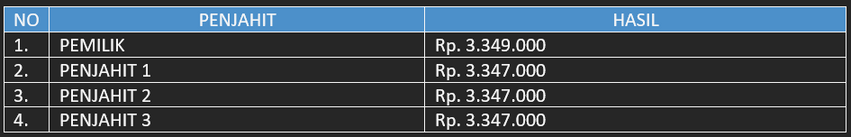 NO PENJAHIT HASIL
1. PEMILIK Rp. 3.349.000
2. PENJAHIT 1 Rp. 3.347.000
3. PENJAHIT 2 Rp. 3.347.000
4. PENJAHIT 3 Rp. 3.347.000